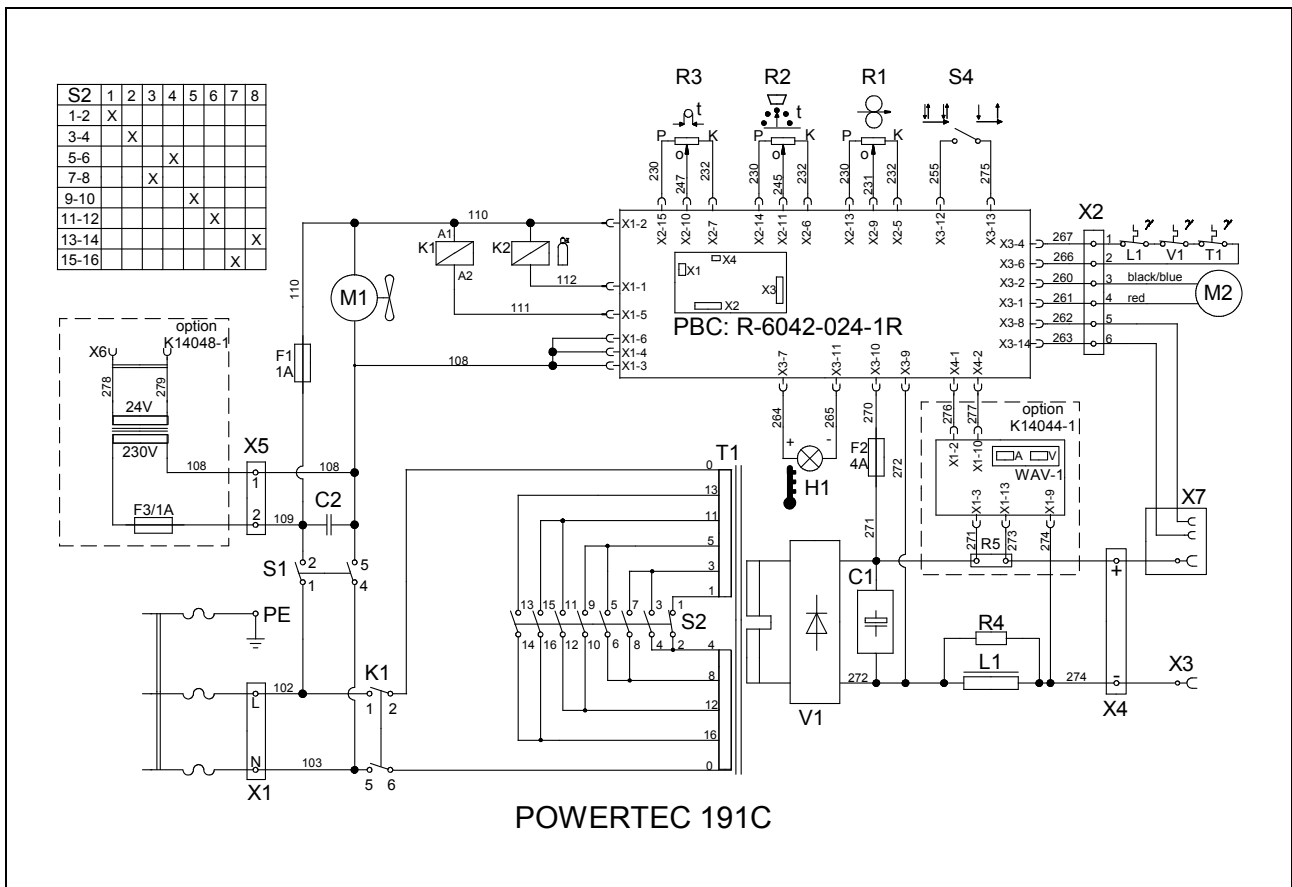 S2 1 2 3 4 5 6 7 8
1-2 X
3-4 X
5-6 X
7-8 X
9-10 X
11-12 X
13-14 X
15-16 X
R3
R2
R1
S4
t
t
P K
P K
P K
O
O
O
230
247
232
230
245
232
230
231
232
255
275
X2-15
X2-10
X2-7
X2-14
X2-11
X2-6
X2-13
X2-9
X2-5
X3-12
X3-13
110
X1-2
K1
A1
A2
K2
112
X1-1
111
X1-5
X1-6
X1-4
108
X1-3
X4
X1
X3
X2
PBC: R-6042-024-1R
X2
X3-4 267 1
X3-6 266 2
X3-2 260 3 black/blue
X3-1 261 4 red
X3-8 262 5
X3-14 263 6
L1 V1 T1
M2
110
M1
F1
1A
option
K14048-1
X6
278
279
24V
230V
108
X5
1
108
F3/1A
2
109
C2
S1
2
1
5
4
PE
L
102
N
103
X1
K1
1 2
5 6
X3-7
X3-11
X3-10
X3-9
X4-1
X4-2
264
265
270
272
276
277
+ -
H1
F2
4A
271
option
K14044-1
X1-2
X1-10
A V
WAV-1
X1-3
X1-13
X1-9
271
273
274
R5
X7
T1
0
13
11
5
3
1
13 15 11 9 5 7 3 1
S2
14 16 12 10 6 8 4 2
4
8
12
16
0
V1
C1
272
R4
L1
274
+
-
X4
X3
POWERTEC 191C